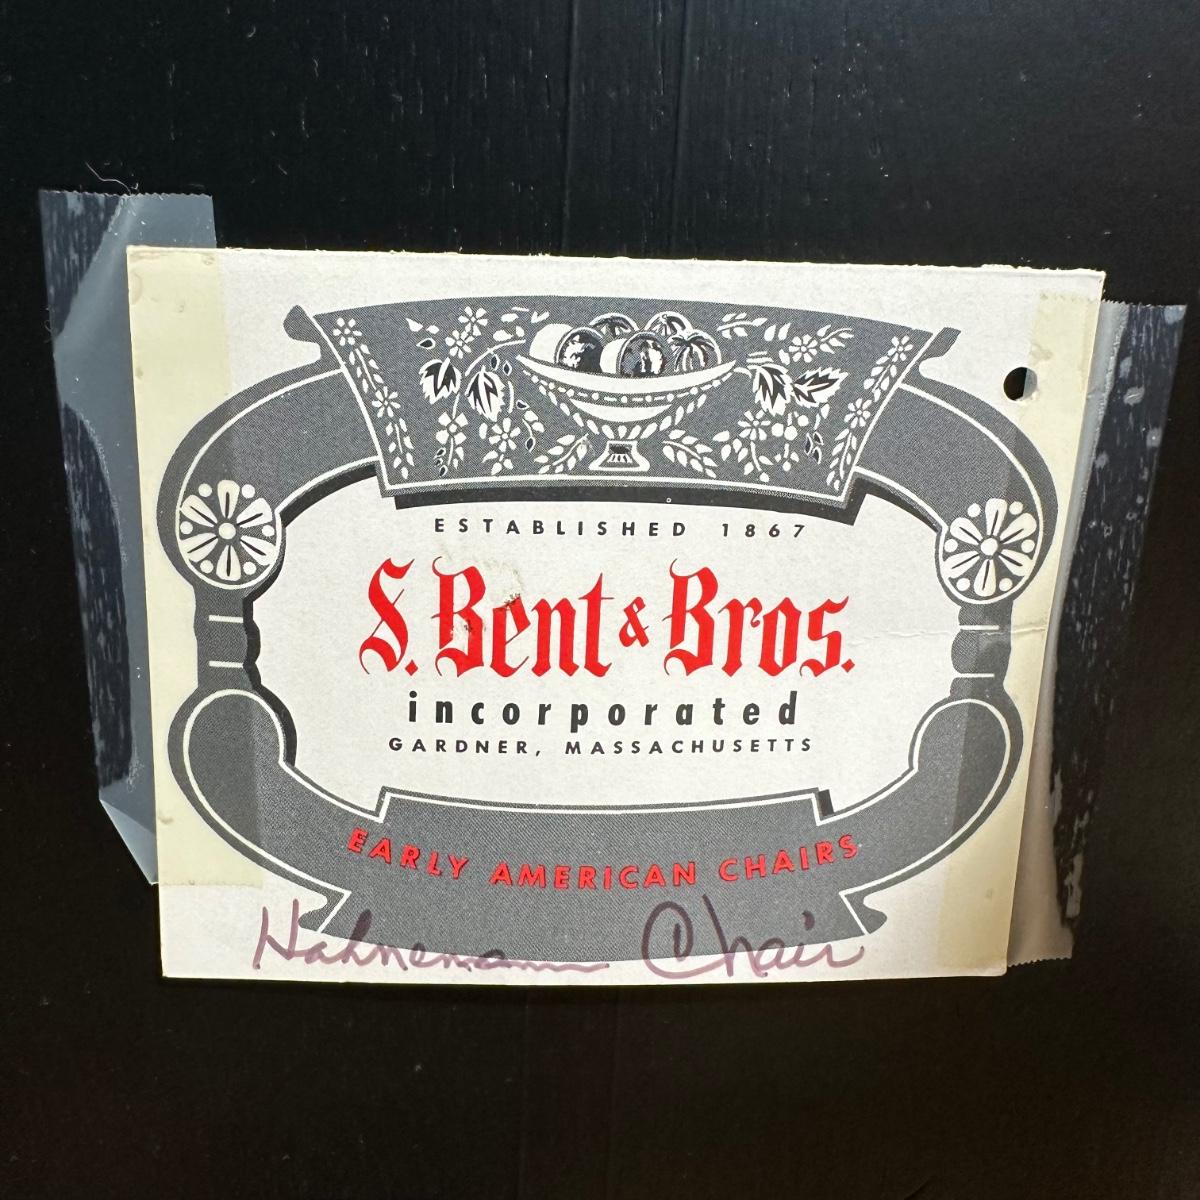 ESTABLISHED 1867
S. Bent & Bros.
incorporated
GARDNER, MASSACHUSETTS
EARLY AMERICAN CHAIRS
Hahnemann Chair